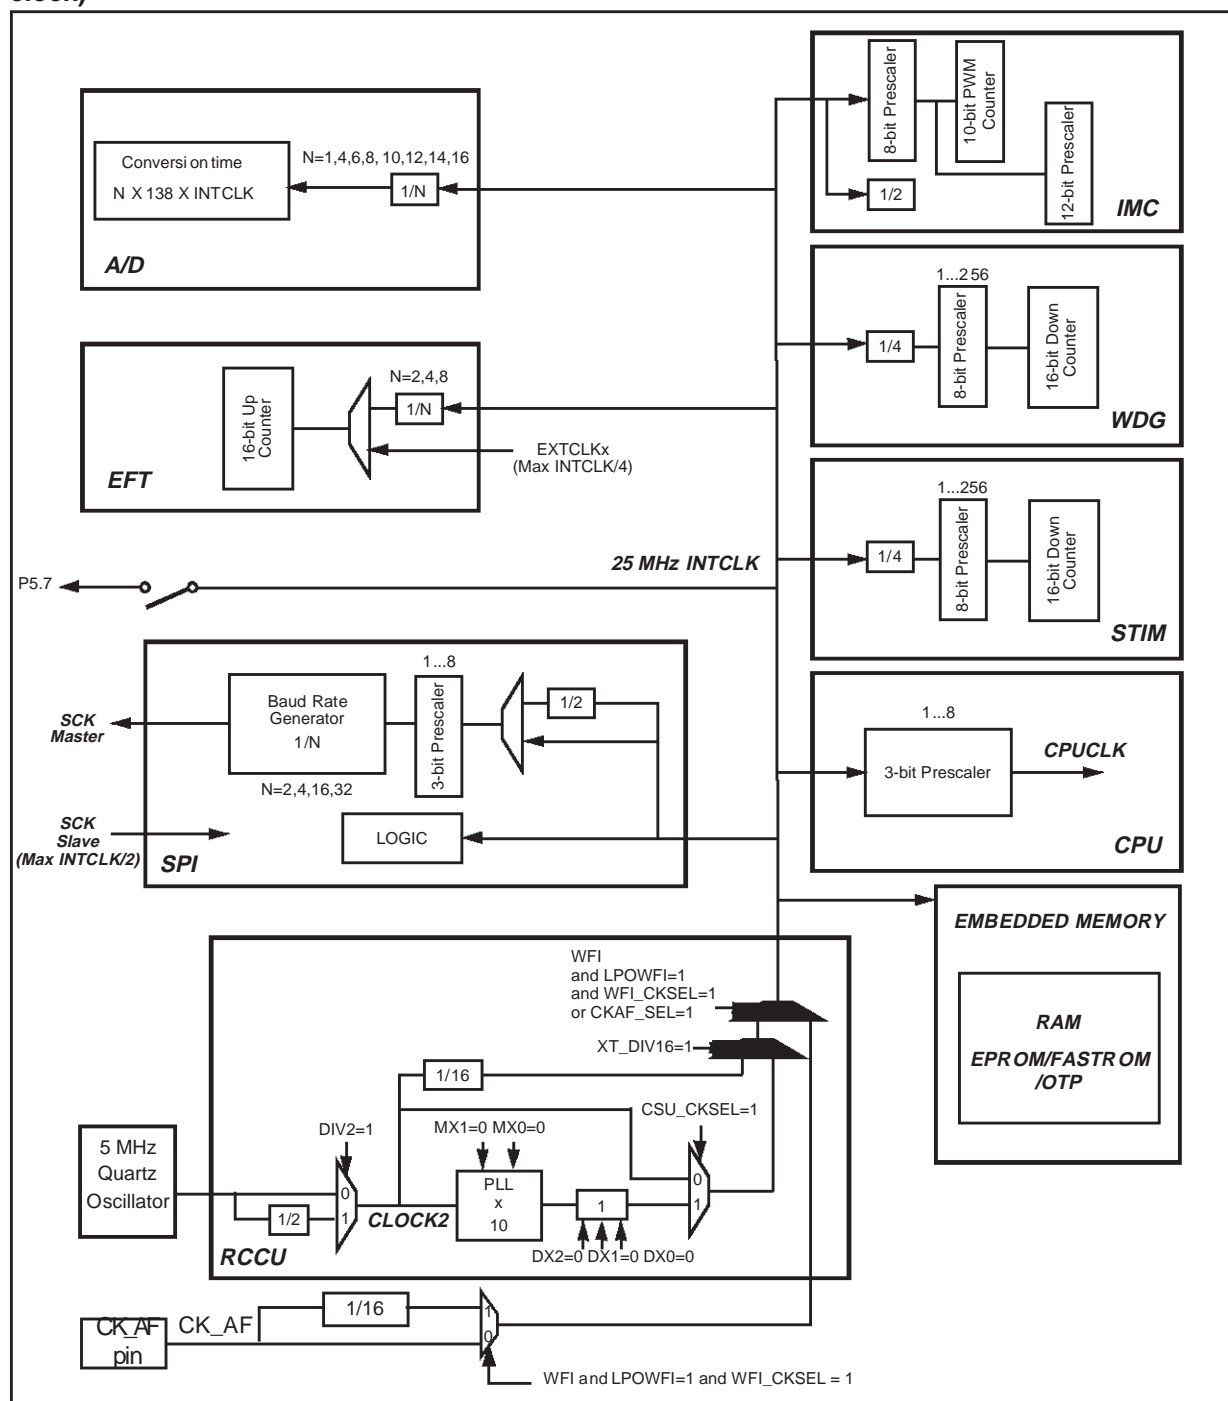 Conversi on time
N X 138 X INTCLK
N=1,4,6,8, 10,12,14,16
1/N
A/D
8-bit Prescaler
10-bit PWM
Counter
12-bit Prescaler
1/2
IMC
1...256
1/4
8-bit Prescaler
16-bit Down
Counter
WDG
16-bit Up
Counter
N=2,4,8
1/N
EXTCLKx
(Max INTCLK/4)
EFT
1...256
1/4
8-bit Prescaler
16-bit Down
Counter
STIM
25 MHz INTCLK
P5.7
1...8
Baud Rate
Generator
1/N
N=2,4,16,32
3-bit Prescaler
1/2
SCK
Master
SCK
Slave
(Max INTCLK/2)
LOGIC
SPI
1...8
3-bit Prescaler
CPUCLK
CPU
EMBEDDED MEMORY
RAM
EPROM/FASTROM
/OTP
WFI
and LPOWFI=1
and WFI_CKSEL=1
or CKAF_SEL=1
XT_DIV16=1
1/16
CSU_CKSEL=1
DIV2=1
MX1=0 MX0=0
5 MHz
Quartz
Oscillator
0
1
1/2
CLOCK2
PLL
x
10
1
0
1
DX2=0 DX1=0 DX0=0
RCCU
CK_AF
pin
CK_AF
1/16
1
0
WFI and LPOWFI=1 and WFI_CKSEL = 1